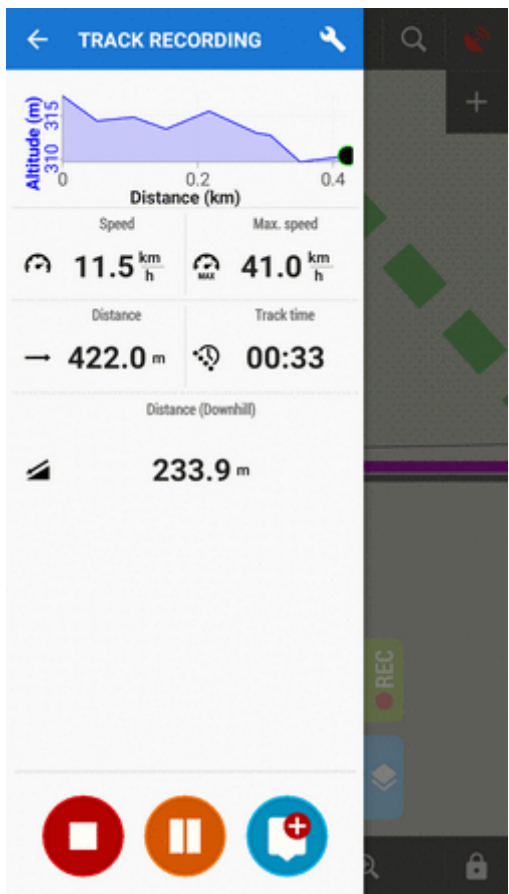 TRACK RECORDING
Altitude (m)
315
310
0
0.2
0.4
Distance (km)
Speed
Max. speed
11.5 km/h
MAX
41.0 km/h
Distance
Track time
422.0 m
00:33
Distance (Downhill)
233.9 m
REC